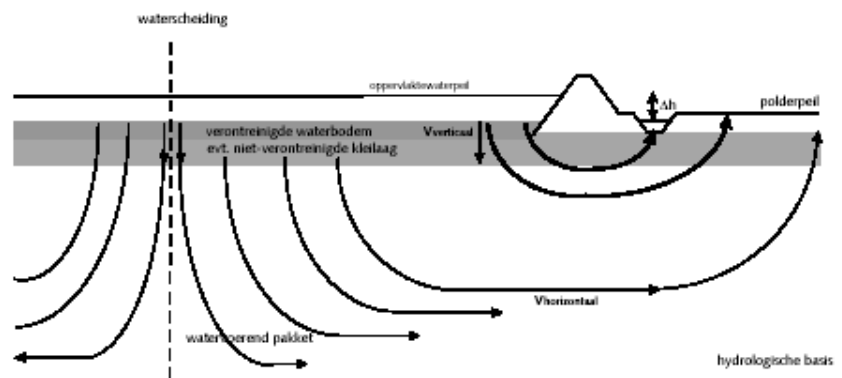 waterscheiding
oppervlaktewaterpeil
Δh
polderpeil
verontreinigde waterbodem
Vverticaal
evt. niet-verontreinigde kleilaag
Vhorizontaal
watervoerend pakket
hydrologische basis